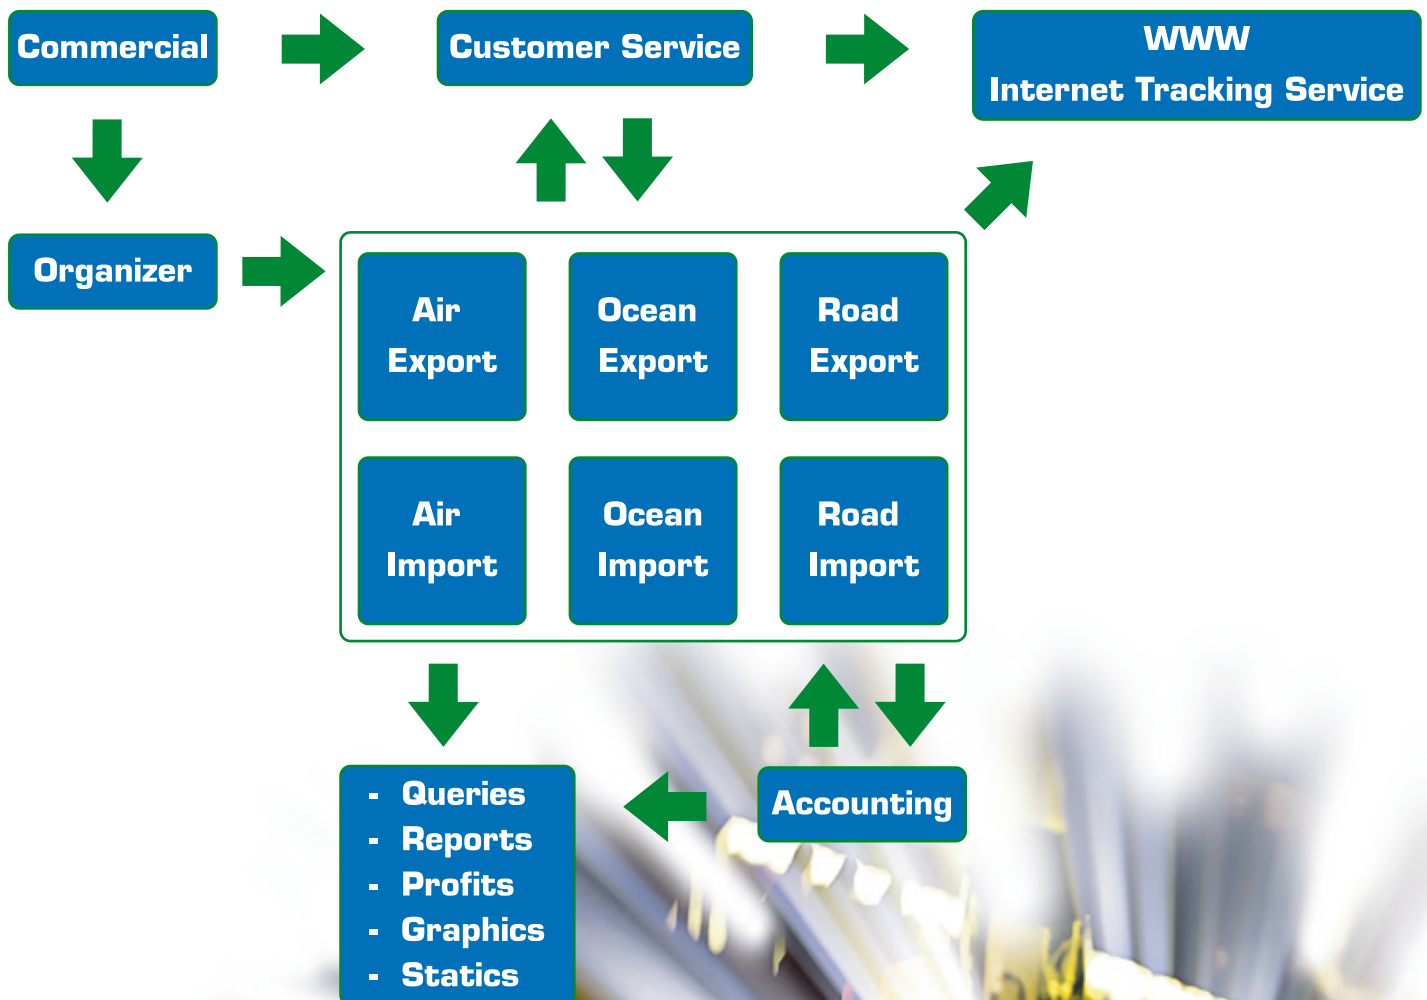 Commercial
Customer Service
WWW
Internet Tracking Service
Organizer
Air
Export
Ocean
Export
Road
Export
Air
Import
Ocean
Import
Road
Import
- Queries
- Reports
- Profits
- Graphics
- Statics
Accounting